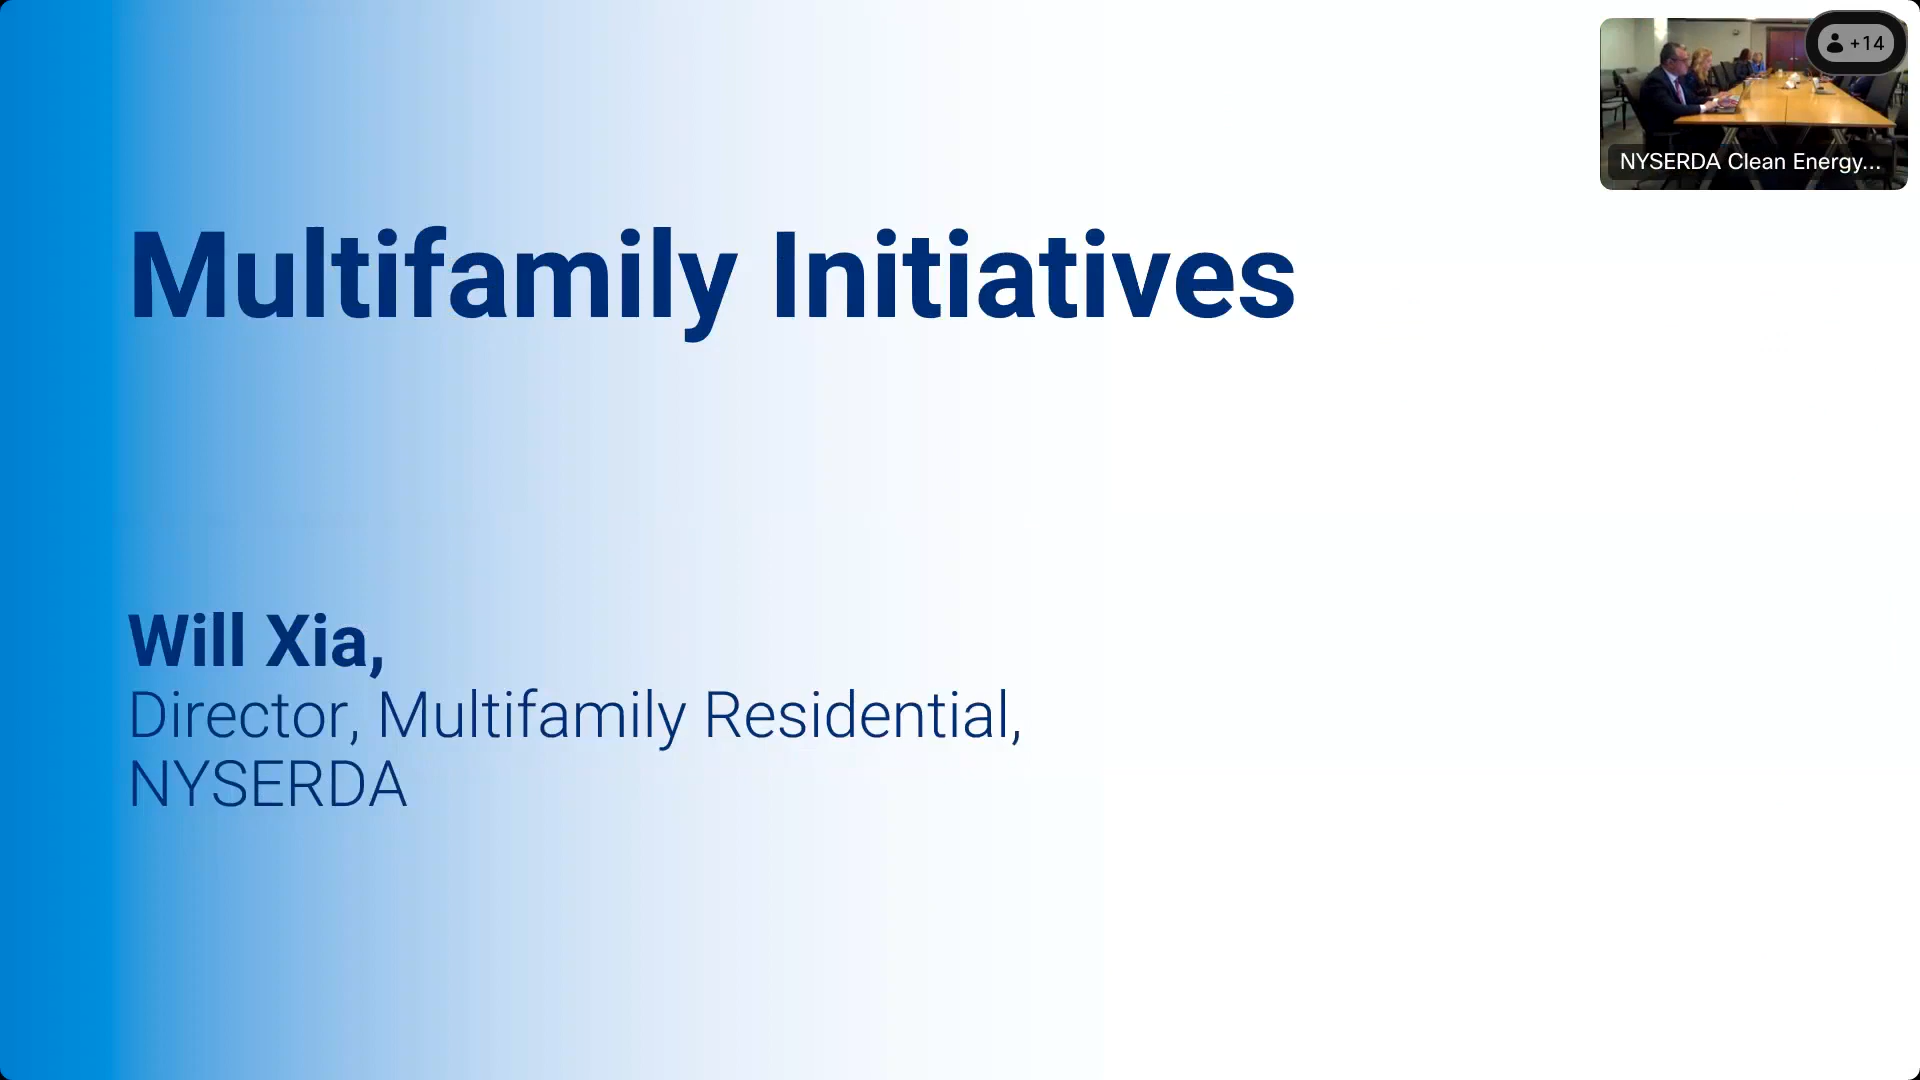 +14
NYSERDA Clean Energy...
Multifamily Initiatives
Will Xia,
Director, Multifamily Residential,
NYSERDA